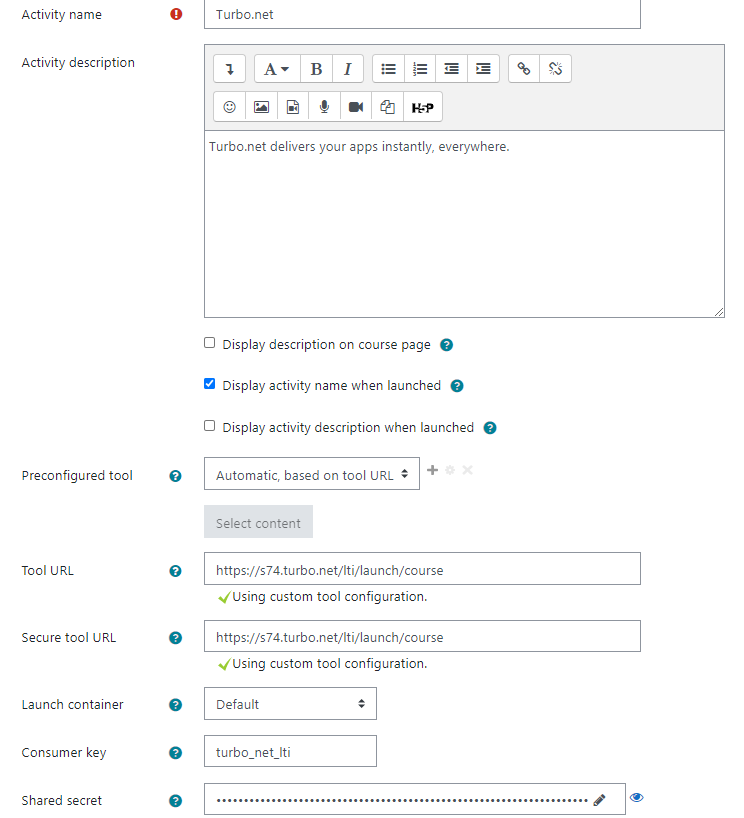 Activity name
Turbo.net
Activity description
A B I
H-P
Turbo.net delivers your apps instantly, everywhere.
Display description on course page
Display activity name when launched
Display activity description when launched
Preconfigured tool
Automatic, based on tool URL
Select content
Tool URL
https://s74.turbo.net/lti/launch/course
Using custom tool configuration.
Secure tool URL
https://s74.turbo.net/lti/launch/course
Using custom tool configuration.
Launch container
Default
Consumer key
turbo_net_lti
Shared secret